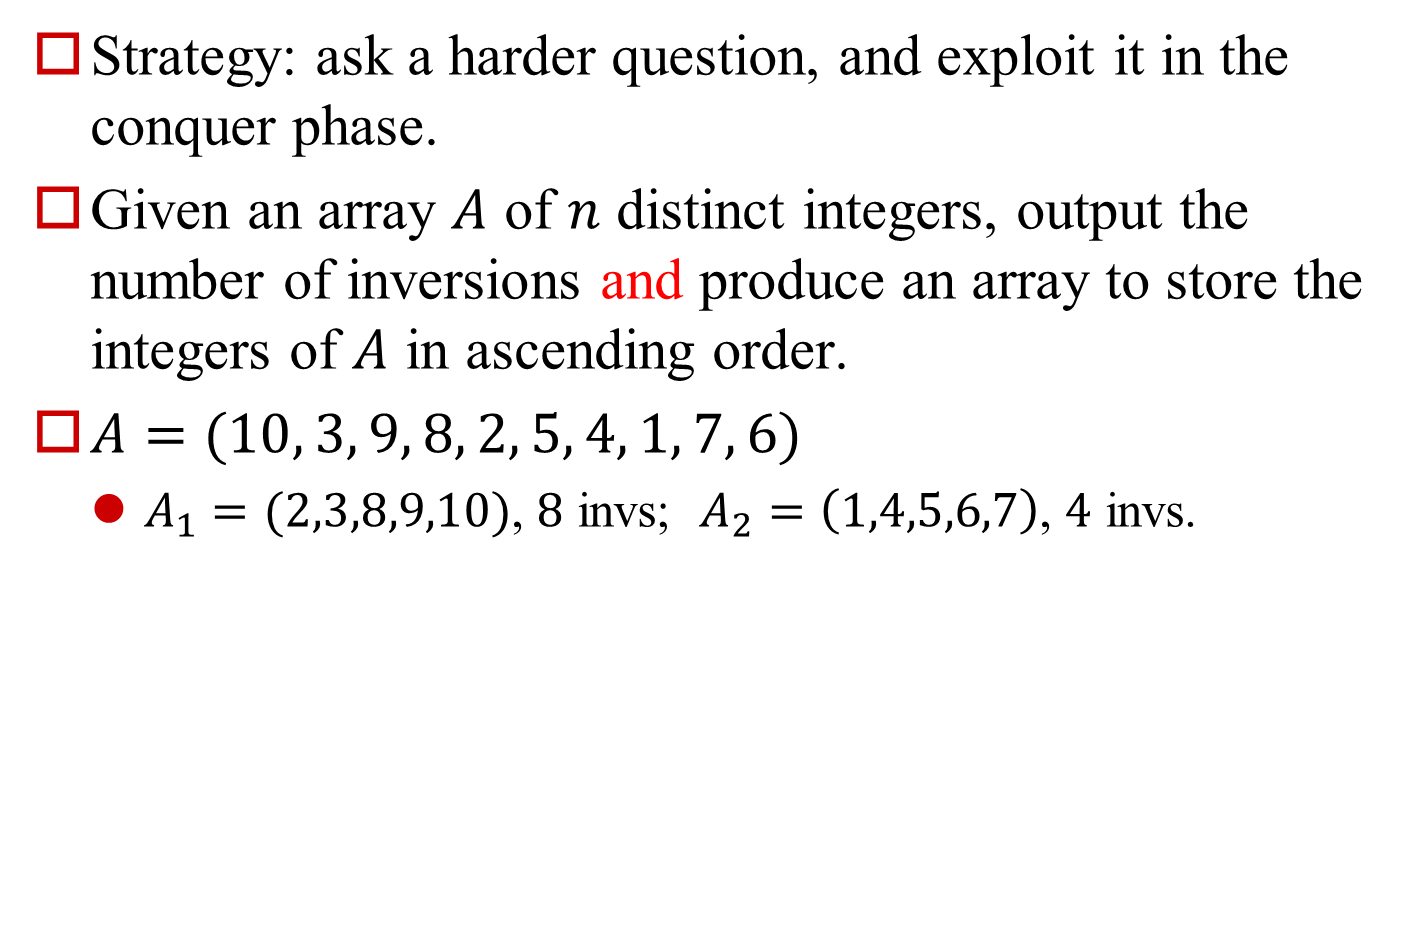 Strategy: ask a harder question, and exploit it in the
conquer phase.
Given an array A of n distinct integers, output the
number of inversions and produce an array to store the
integers of A in ascending order.
A = (10, 3, 9, 8, 2, 5, 4, 1, 7, 6)
A₁ = (2,3,8,9,10), 8 invs; A₂ = (1,4,5,6,7), 4 invs.